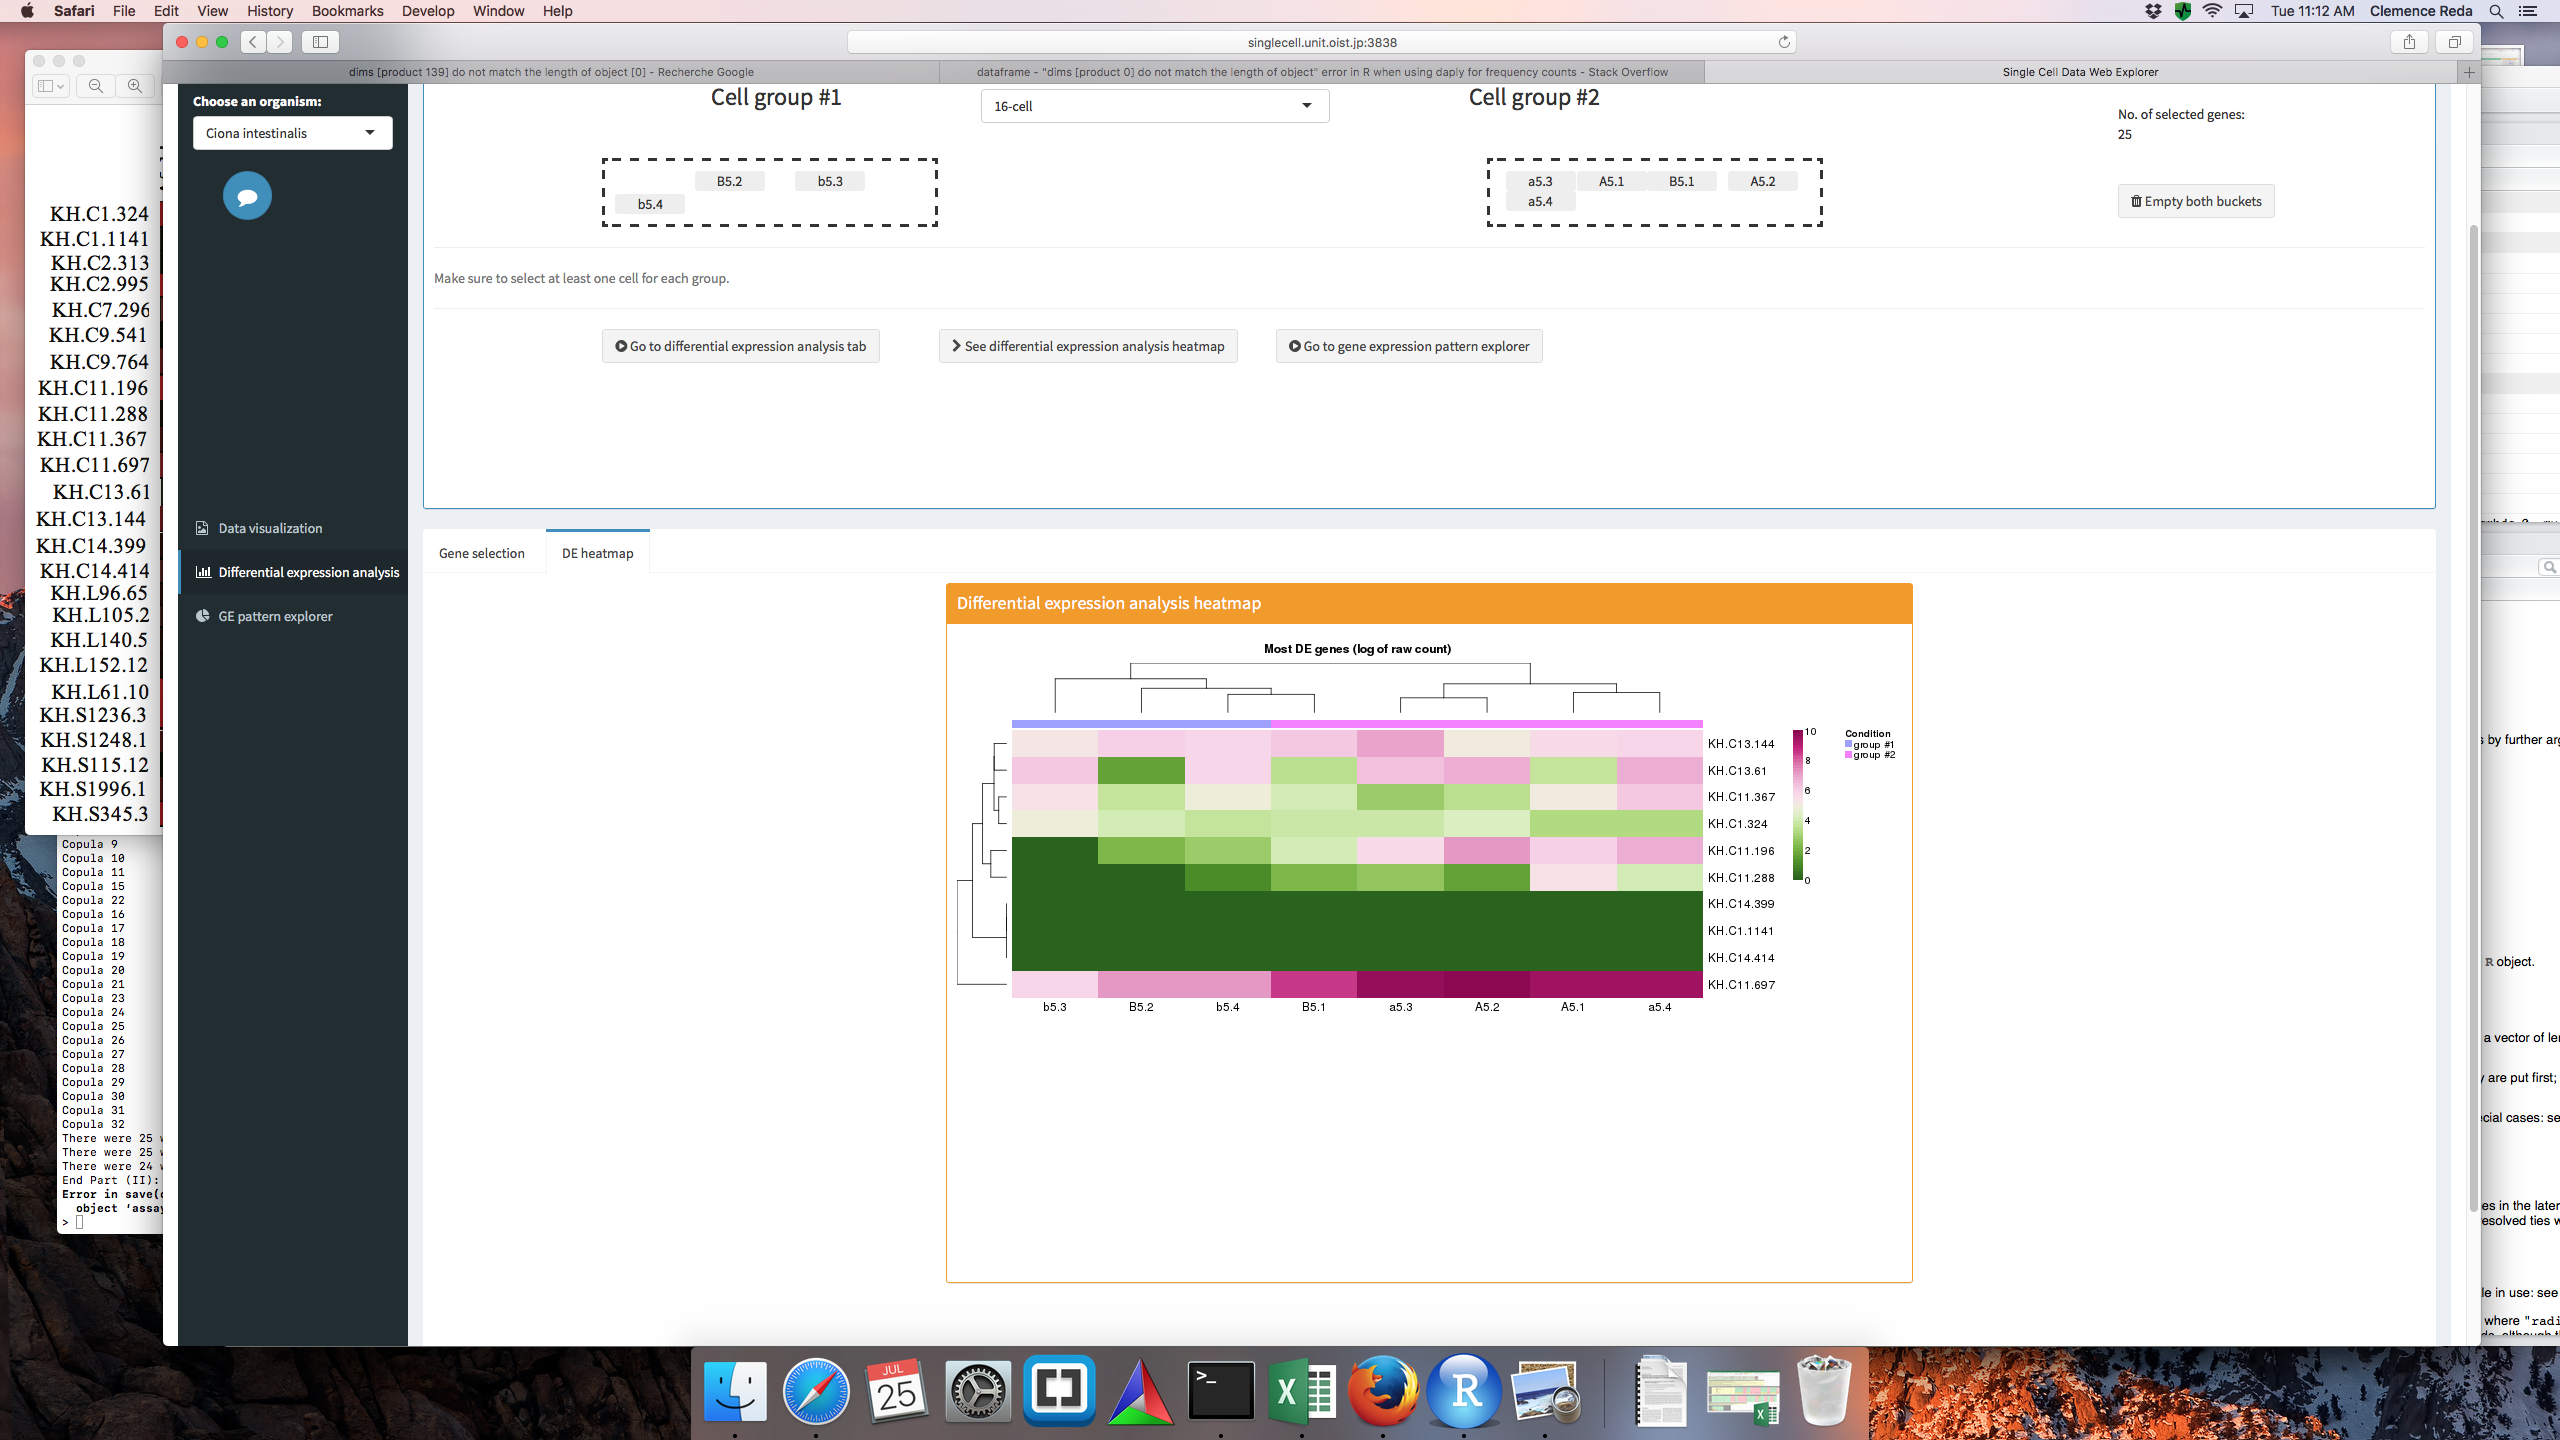 Safari File Edit View History Bookmarks Develop Window Help
Tue 11:12 AM Clemence Reda
singlecell.unit.oist.jp:3838
dims [product 139] do not match the length of object [0] - Recherche Google
dataframe - "dims [product 0] do not match the length of object" error in R when using daply for frequency counts - Stack Overflow
Single Cell Data Web Explorer
Choose an organism:
Ciona intestinalis
Data visualization
Differential expression analysis
GE pattern explorer
Cell group #1
16-cell
Cell group #2
No. of selected genes:
25
B5.2 b5.3
b5.4
a5.3 A5.1 B5.1 A5.2
a5.4
Empty both buckets
Make sure to select at least one cell for each group.
Go to differential expression analysis tab
See differential expression analysis heatmap
Go to gene expression pattern explorer
Gene selection
DE heatmap
Differential expression analysis heatmap
Most DE genes (log of raw count)
KH.C13.144
KH.C13.61
KH.C11.367
KH.C1.324
KH.C11.196
KH.C11.288
KH.C14.399
KH.C1.1141
KH.C14.414
KH.C11.697
b5.3 B5.2 b5.4 B5.1 a5.3 A5.2 A5.1 a5.4
10
8
6
4
2
0
Condition
group #1
group #2
KH.C1.324
KH.C1.1141
KH.C2.313
KH.C2.995
KH.C7.296
KH.C9.541
KH.C9.764
KH.C11.196
KH.C11.288
KH.C11.367
KH.C11.697
KH.C13.61
KH.C13.144
KH.C14.399
KH.C14.414
KH.L96.65
KH.L105.2
KH.L140.5
KH.L152.12
KH.L61.10
KH.S1236.3
KH.S1248.1
KH.S115.12
KH.S1996.1
KH.S345.3
Copula 9
Copula 10
Copula 11
Copula 15
Copula 22
Copula 16
Copula 17
Copula 18
Copula 19
Copula 20
Copula 21
Copula 23
Copula 24
Copula 25
Copula 26
Copula 27
Copula 28
Copula 29
Copula 30
Copula 31
Copula 32
There were 25
There were 25
There were 24
End Part (II):
Error in save(
object 'assay
>
s by further
R object.
a vector of
y are put first;
cial cases:
es in the
esolved ties
le in use: see
where "radi
JUL
25
>_
X
R
X